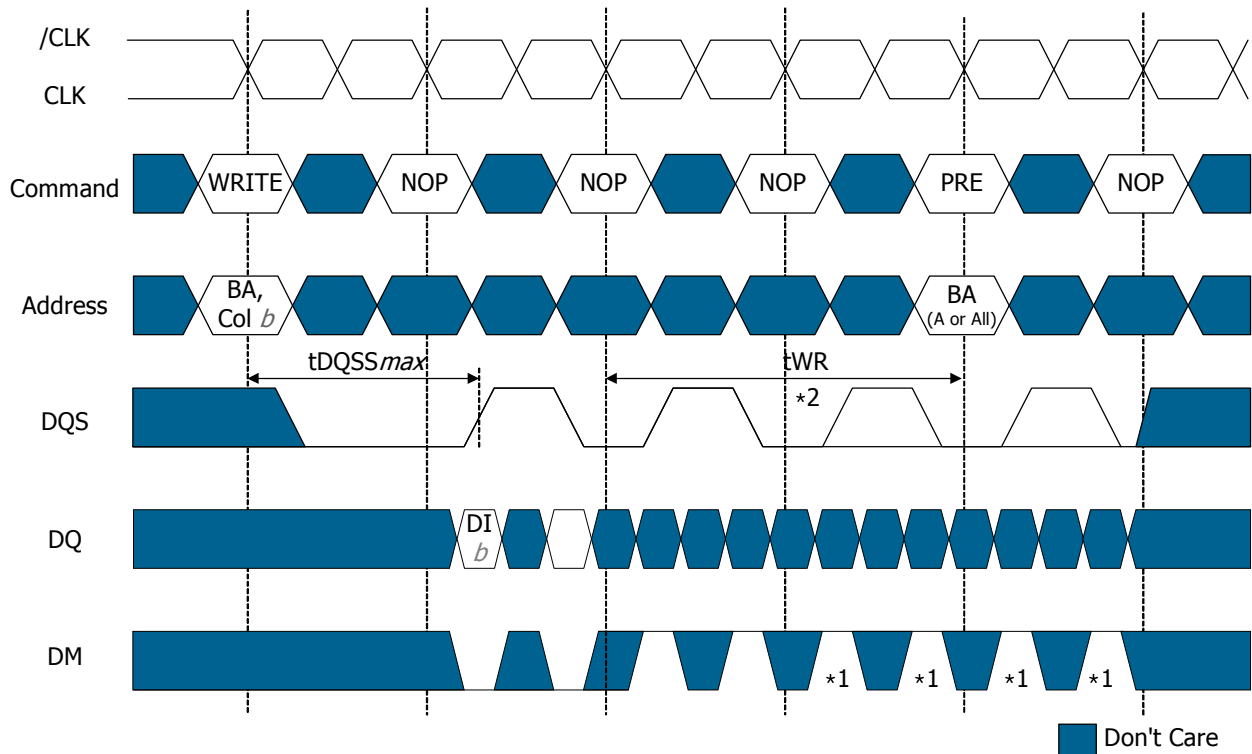 /CLK
CLK
Command
WRITE NOP NOP NOP PRE NOP
Address
BA,
Col b
BA
(A or All)
tDQSSmax
tWR
DQS
*2
DQ
DI
b
DM
*1 *1 *1 *1
Don't Care